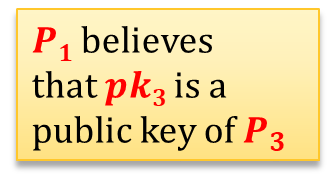 P₁ believes
that pk₃ is a
public key of P₃